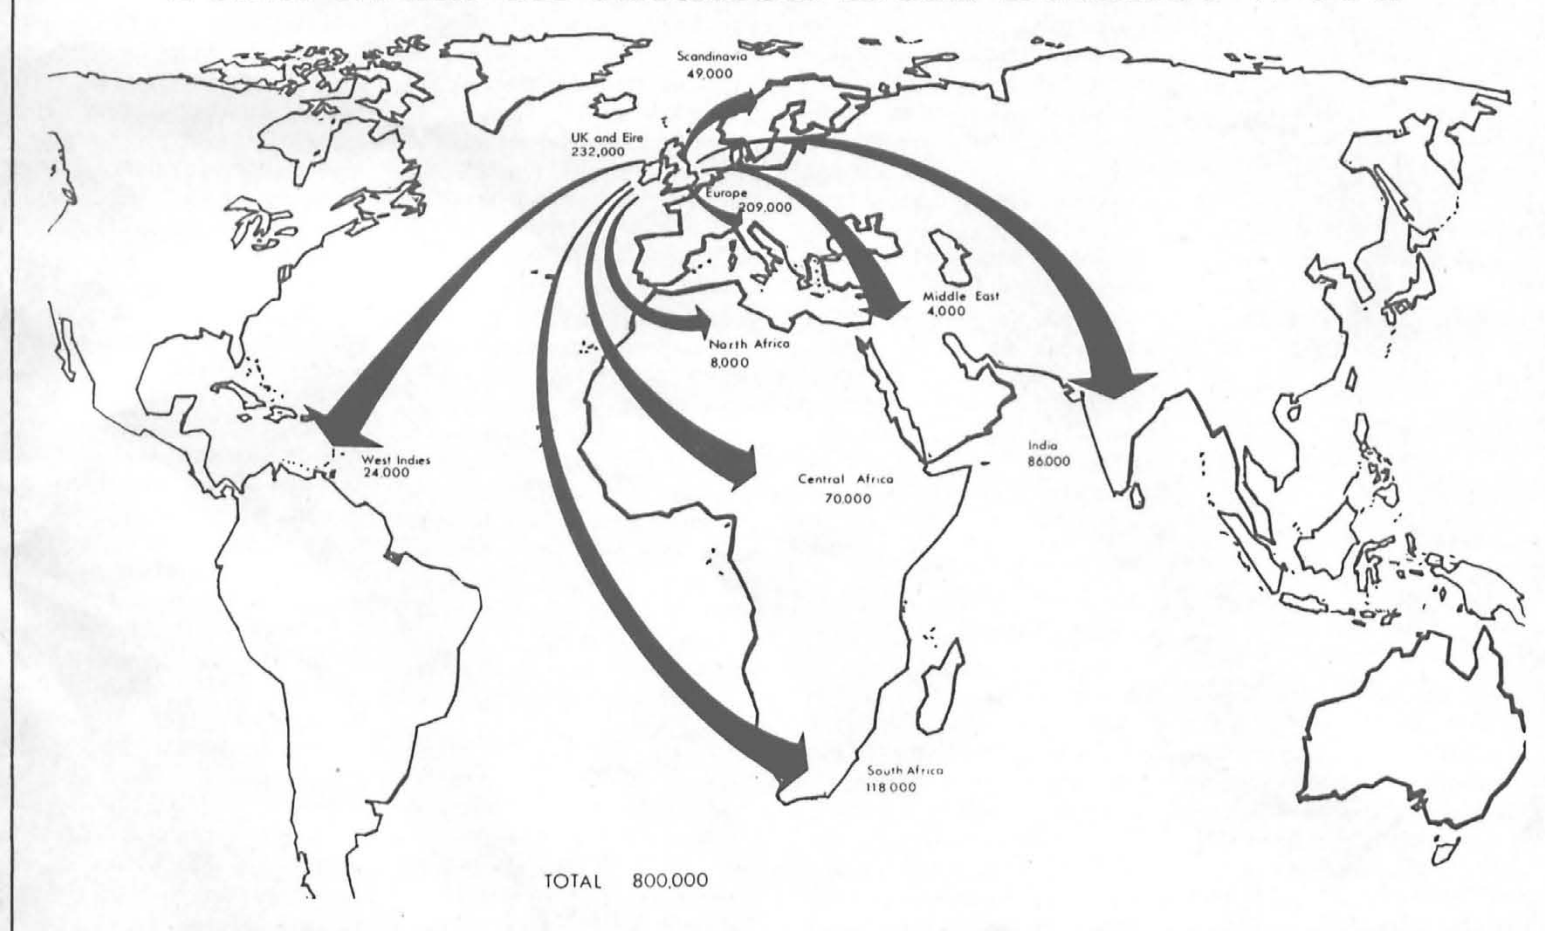 Scandinavia
49,000
UK and Eire
232,000
Europe
209,000
Middle East
4,000
North Africa
8,000
West Indies
24.000
India
86.000
Central Africa
70.000
South Africa
118 000
TOTAL 800,000